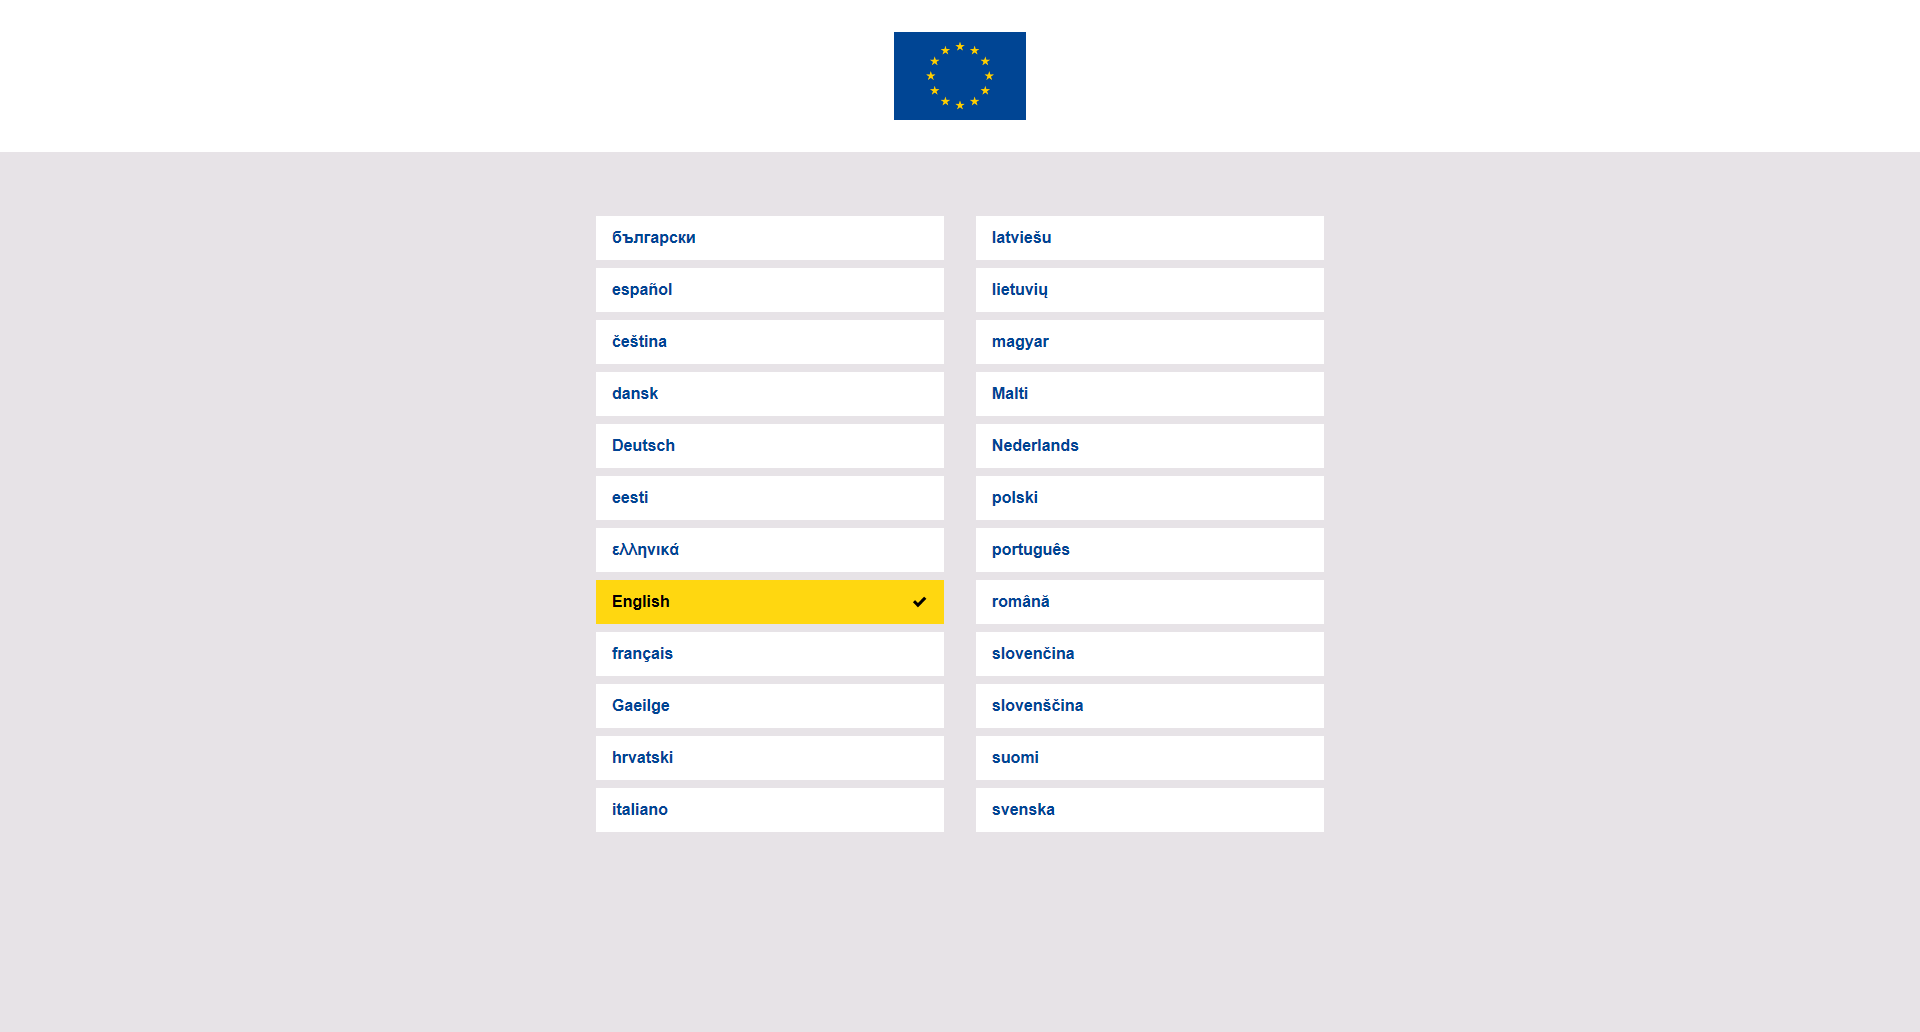 български
español
čeština
dansk
Deutsch
eesti
ελληνικά
English
français
Gaeilge
hrvatski
italiano
latviešu
lietuvių
magyar
Malti
Nederlands
polski
português
română
slovenčina
slovenščina
suomi
svenska